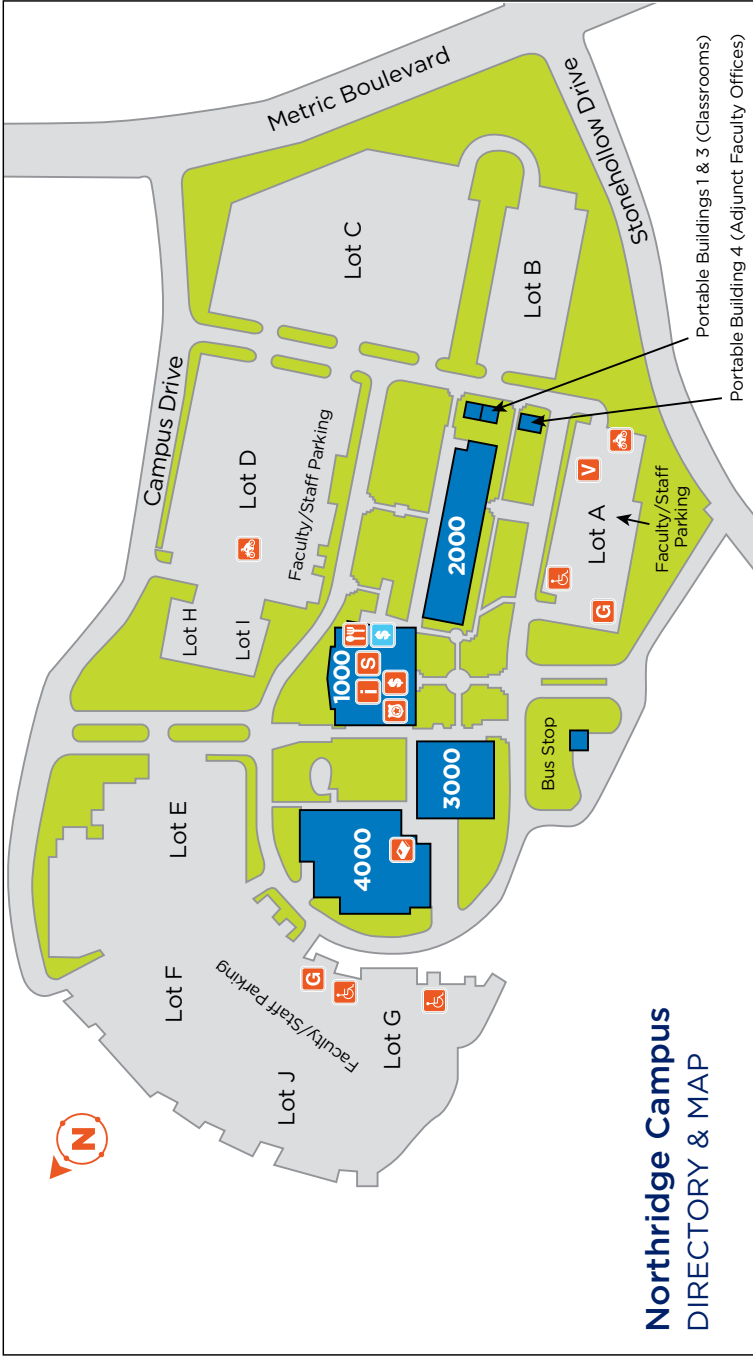 Northridge Campus
DIRECTORY & MAP
N
Metric Boulevard
Campus Drive
Stonehollow Drive
Lot C
Lot B
Lot D
Faculty/Staff Parking
Lot H
Lot I
Lot E
Lot F
Lot J
Lot G
Faculty/Staff Parking
G
4000
3000
1000
i
S
$
$
2000
Bus Stop
Lot A
V
G
Faculty/Staff
Parking
Portable Buildings 1 & 3 (Classrooms)
Portable Building 4 (Adjunct Faculty Offices)